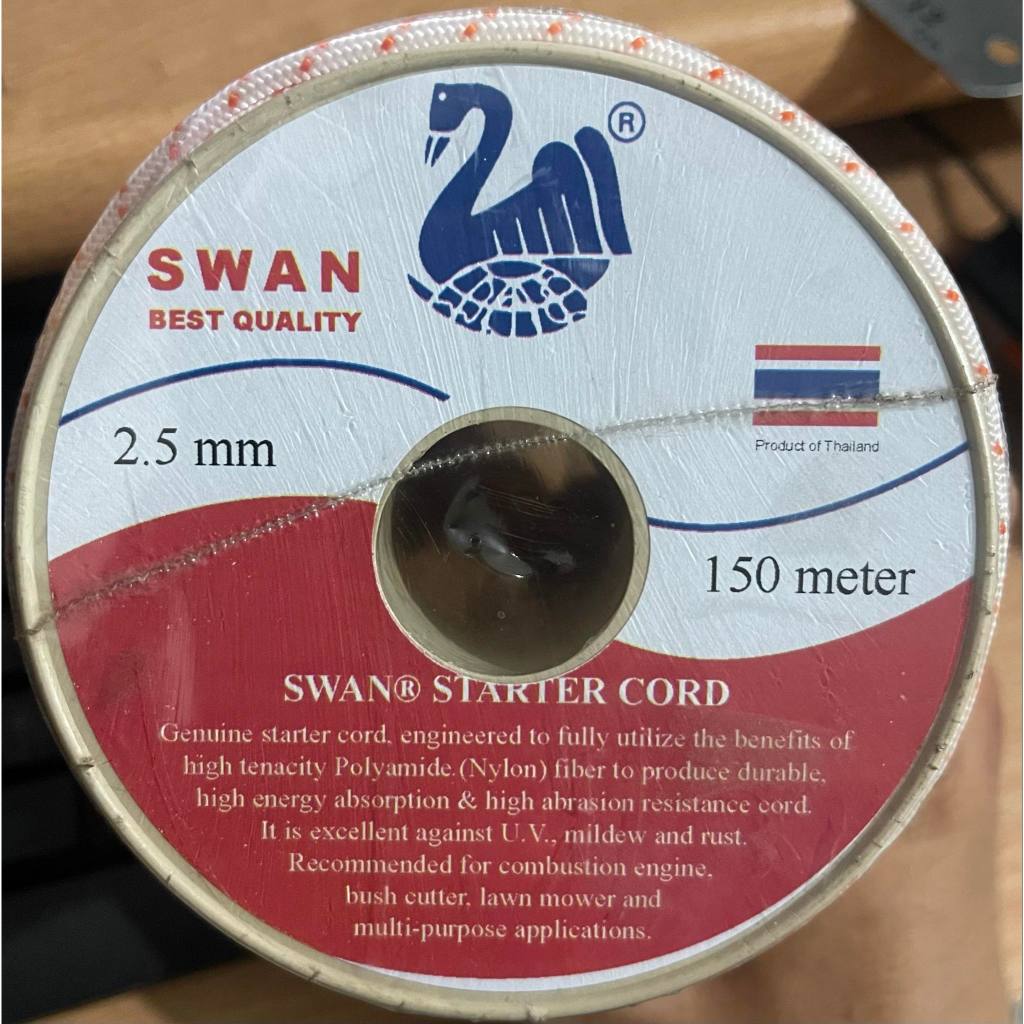 ®
SWAN
BEST QUALITY
2.5 mm
Product of Thailand
150 meter
SWAN® STARTER CORD
Genuine starter cord, engineered to fully utilize the benefits of
high tenacity Polyamide (Nylon) fiber to produce durable,
high energy absorption & high abrasion resistance cord.
It is excellent against U.V., mildew and rust.
Recommended for combustion engine,
bush cutter, lawn mower and
multi-purpose applications.